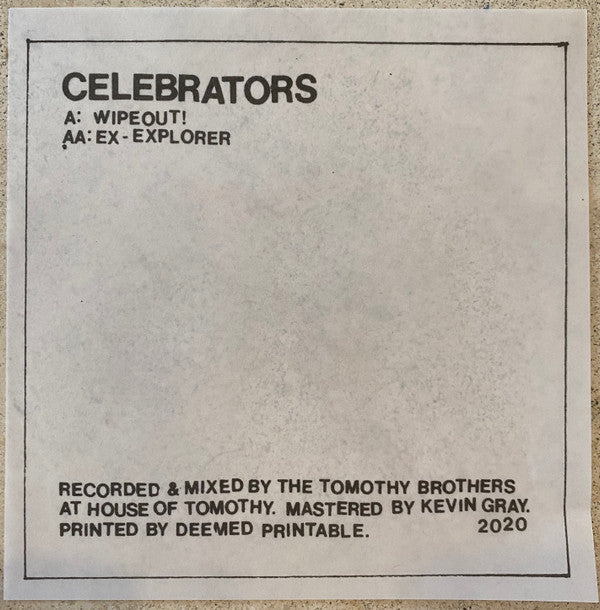 CELEBRATORS
A: WIPEOUT!
AA: EX-EXPLORER
RECORDED & MIXED BY THE TOMOTHY BROTHERS
AT HOUSE OF TOMOTHY. MASTERED BY KEVIN GRAY.
PRINTED BY DEEMED PRINTABLE. 2020